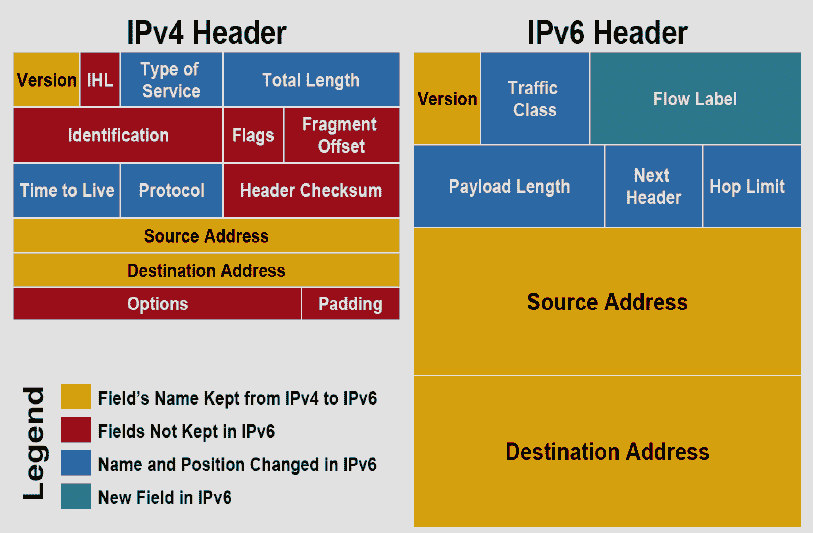 IPv4 Header
Version
IHL
Type of
Service
Total Length
Identification
Flags
Fragment
Offset
Time to Live
Protocol
Header Checksum
Source Address
Destination Address
Options
Padding
IPv6 Header
Version
Traffic
Class
Flow Label
Payload Length
Next
Header
Hop Limit
Source Address
Destination Address
Legend
Field's Name Kept from IPv4 to IPv6
Fields Not Kept in IPv6
Name and Position Changed in IPv6
New Field in IPv6